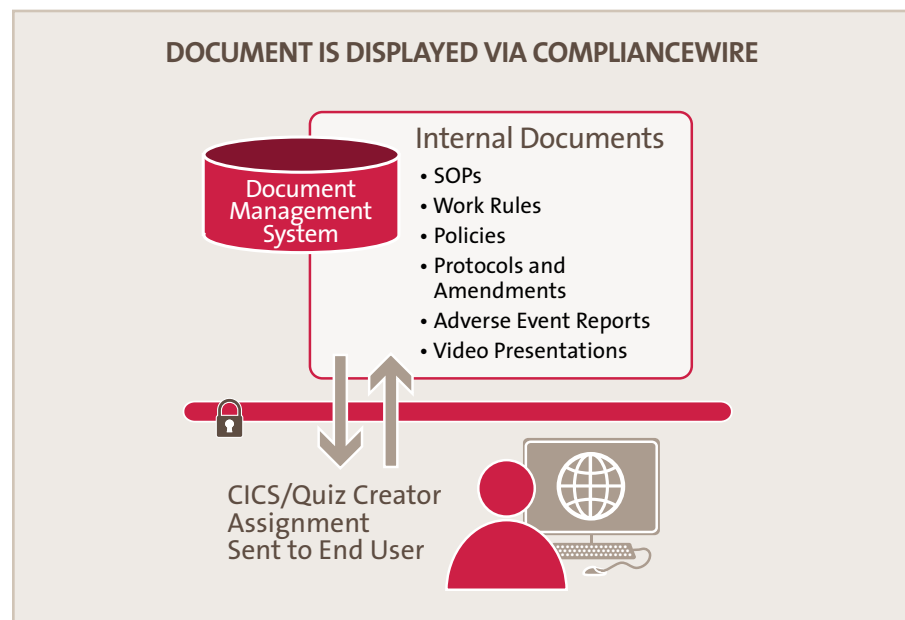 DOCUMENT IS DISPLAYED VIA COMPLIANCEWIRE
Document
Management
System
Internal Documents
• SOPs
• Work Rules
• Policies
• Protocols and
Amendments
• Adverse Event Reports
• Video Presentations
CICS/Quiz Creator
Assignment
Sent to End User